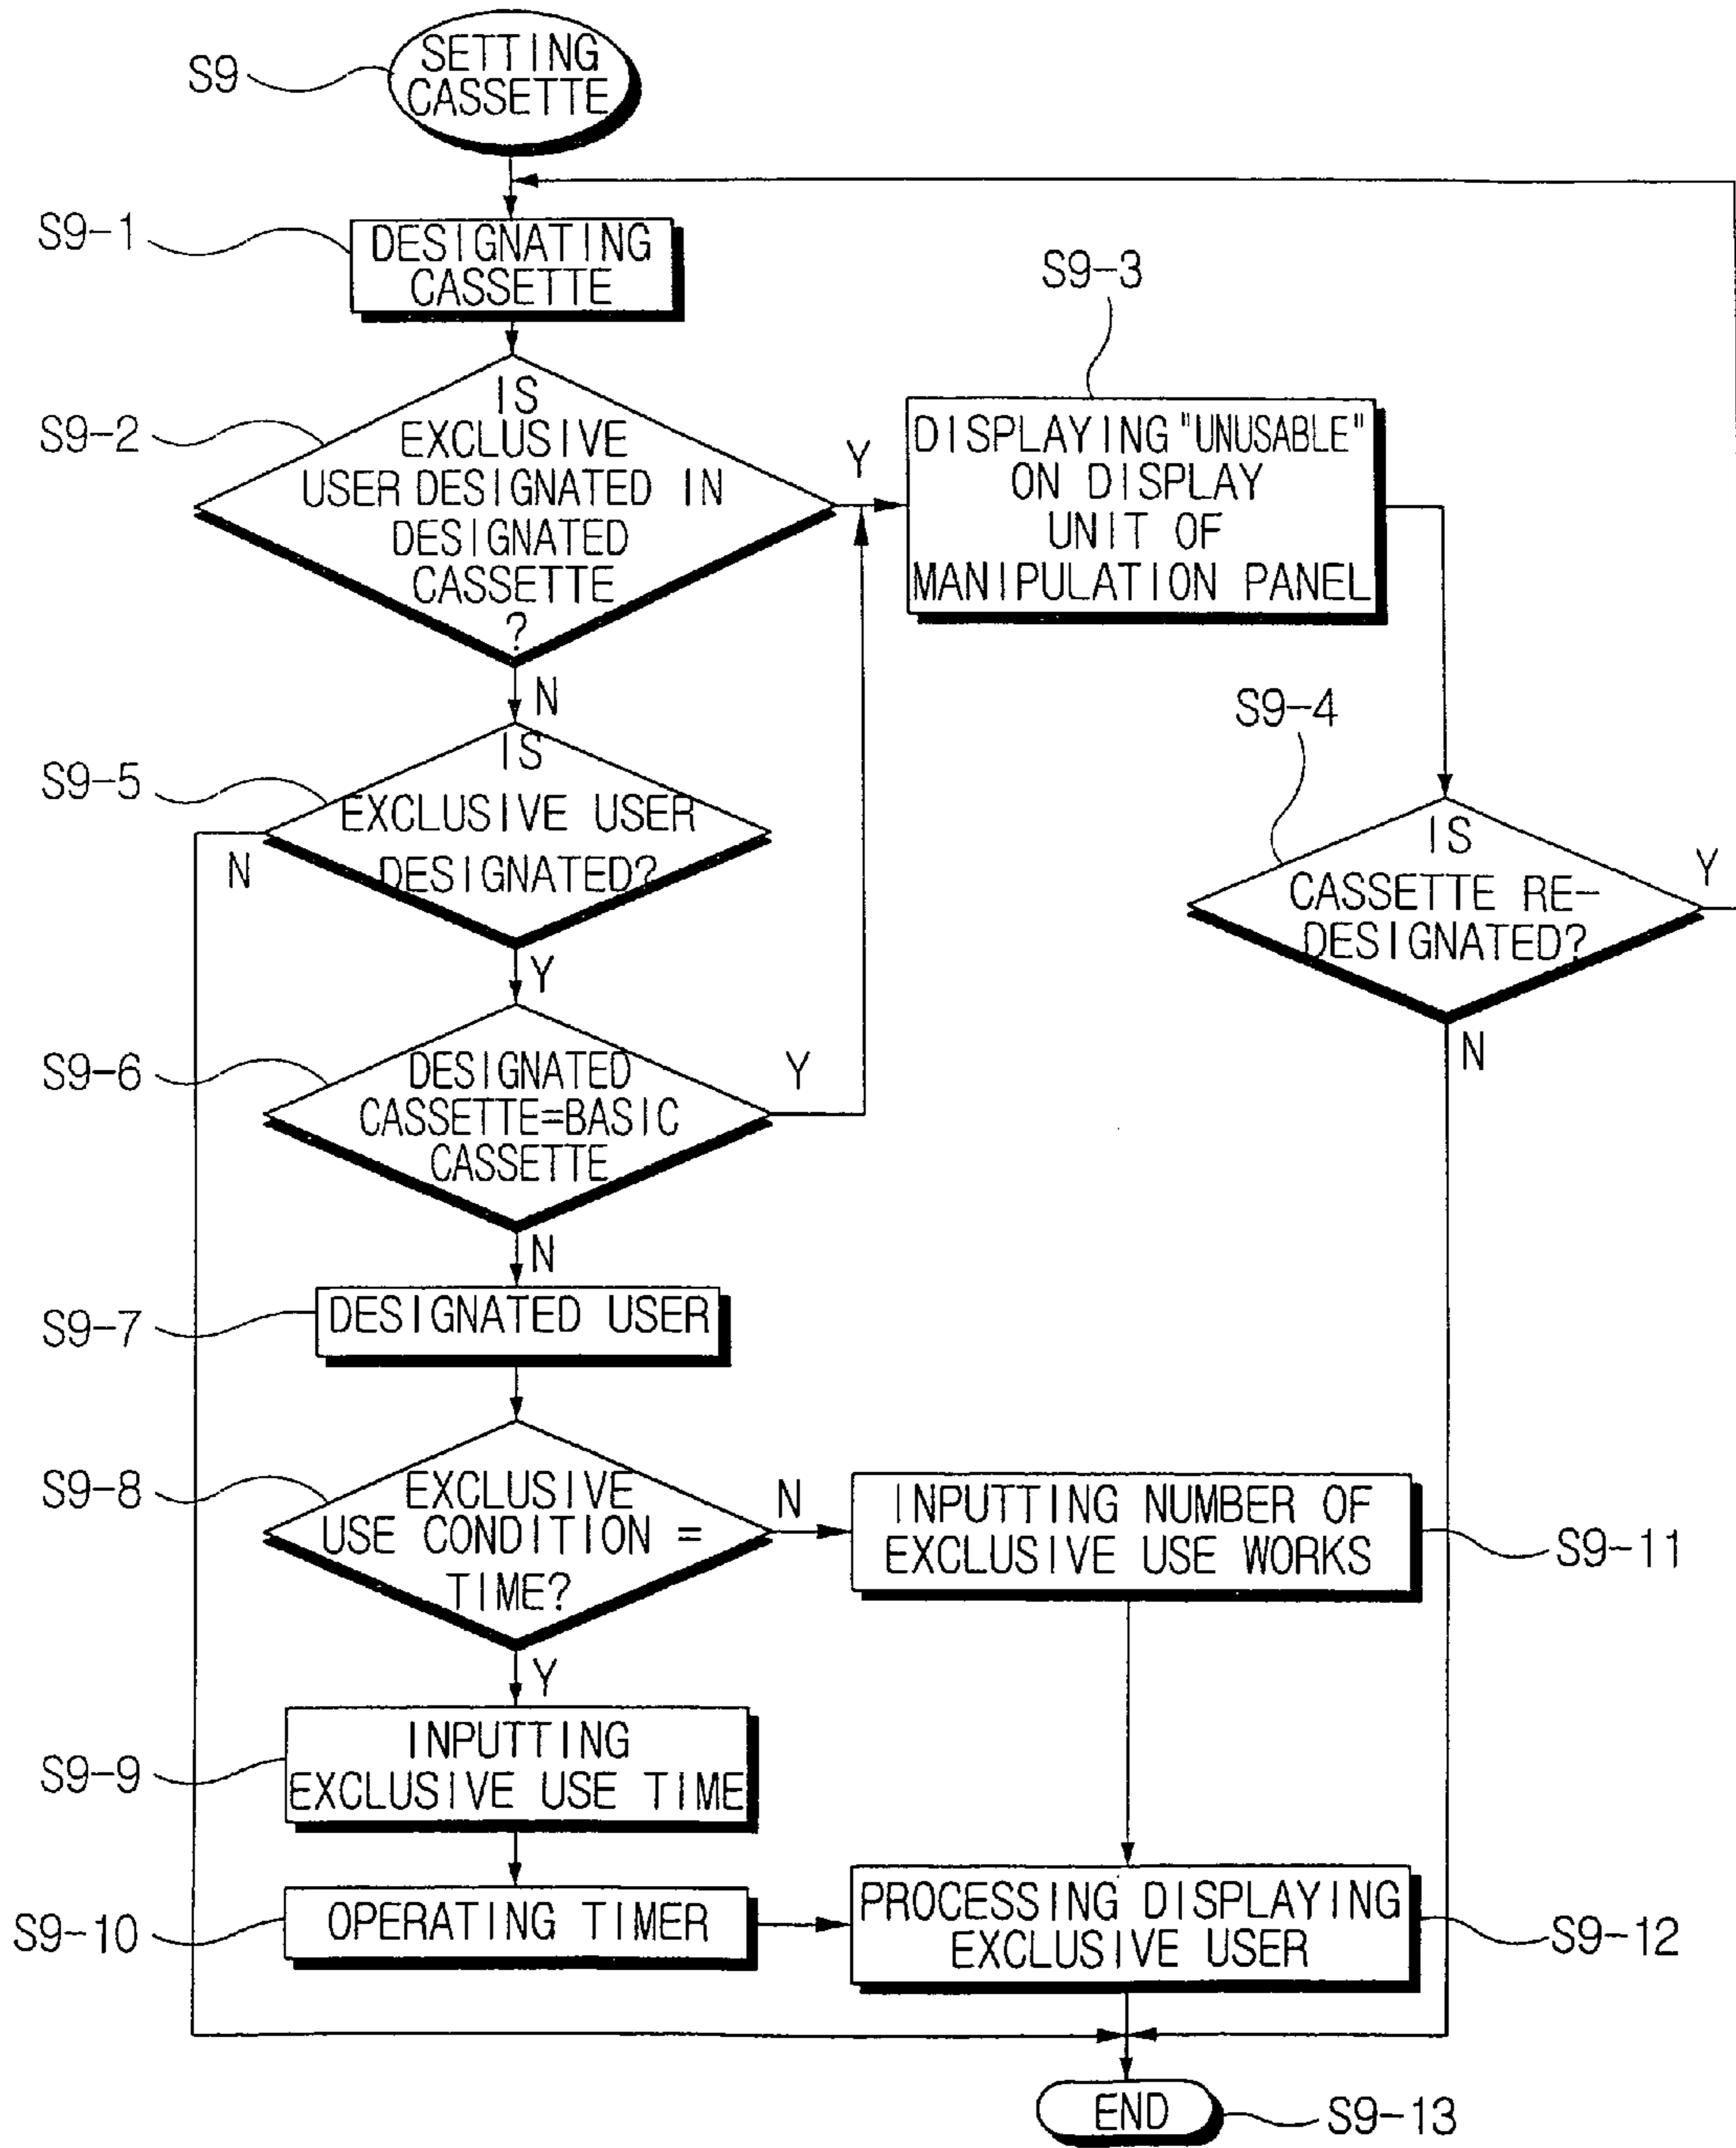 S9
SETTING
CASSETTE
S9-1
DESIGNATING
CASSETTE
S9-2
IS
EXCLUSIVE
USER DESIGNATED IN
DESIGNATED
CASSETTE
?
Y
N
S9-3
DISPLAYING "UNUSABLE"
ON DISPLAY
UNIT OF
MANIPULATION PANEL
S9-4
IS
CASSETTE RE-
DESIGNATED?
Y
N
S9-5
IS
EXCLUSIVE USER
DESIGNATED?
N
Y
S9-6
DESIGNATED
CASSETTE=BASIC
CASSETTE
Y
N
S9-7
DESIGNATED USER
S9-8
EXCLUSIVE
USE CONDITION =
TIME?
N
Y
INPUTTING NUMBER OF
EXCLUSIVE USE WORKS
S9-11
S9-9
INPUTTING
EXCLUSIVE USE TIME
S9-10
OPERATING TIMER
PROCESSING DISPLAYING
EXCLUSIVE USER
S9-12
END
S9-13